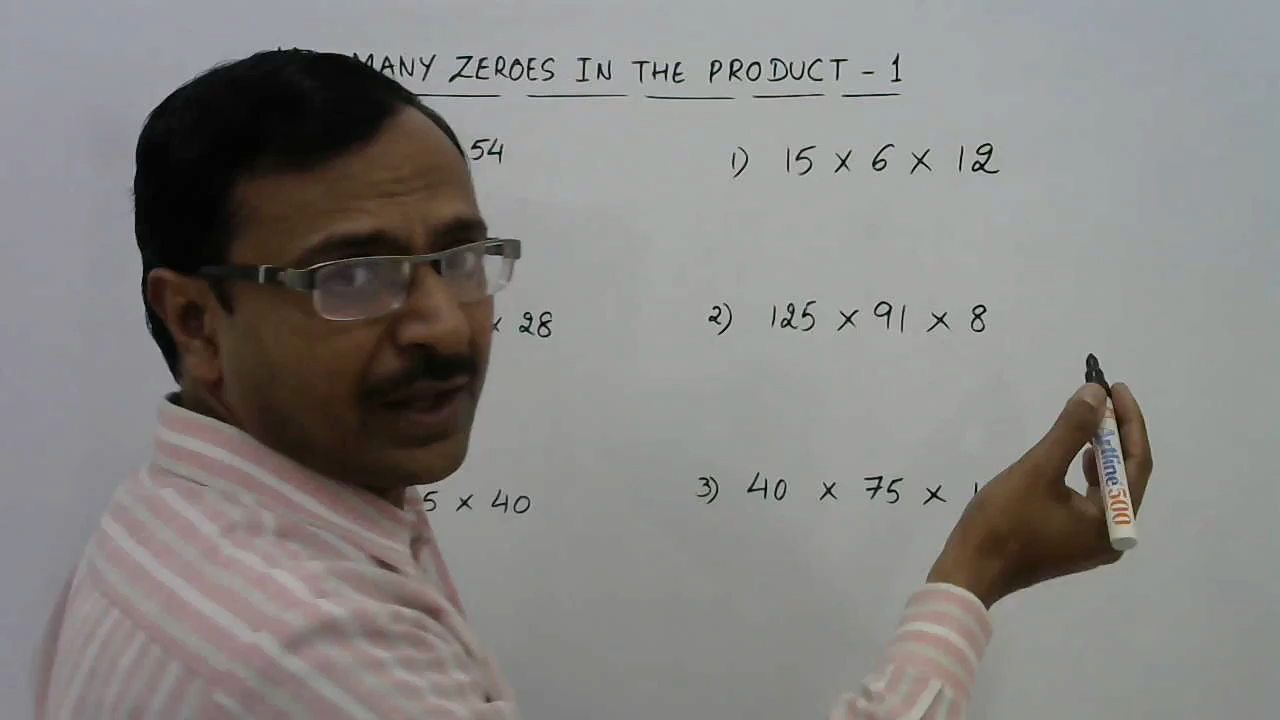 MANY ZEROES IN THE PRODUCT - 1
54
1) 15 x 6 x 12
x 28
2) 125 x 91 x 8
5 x 40
3) 40 x 75 x
Artline 500